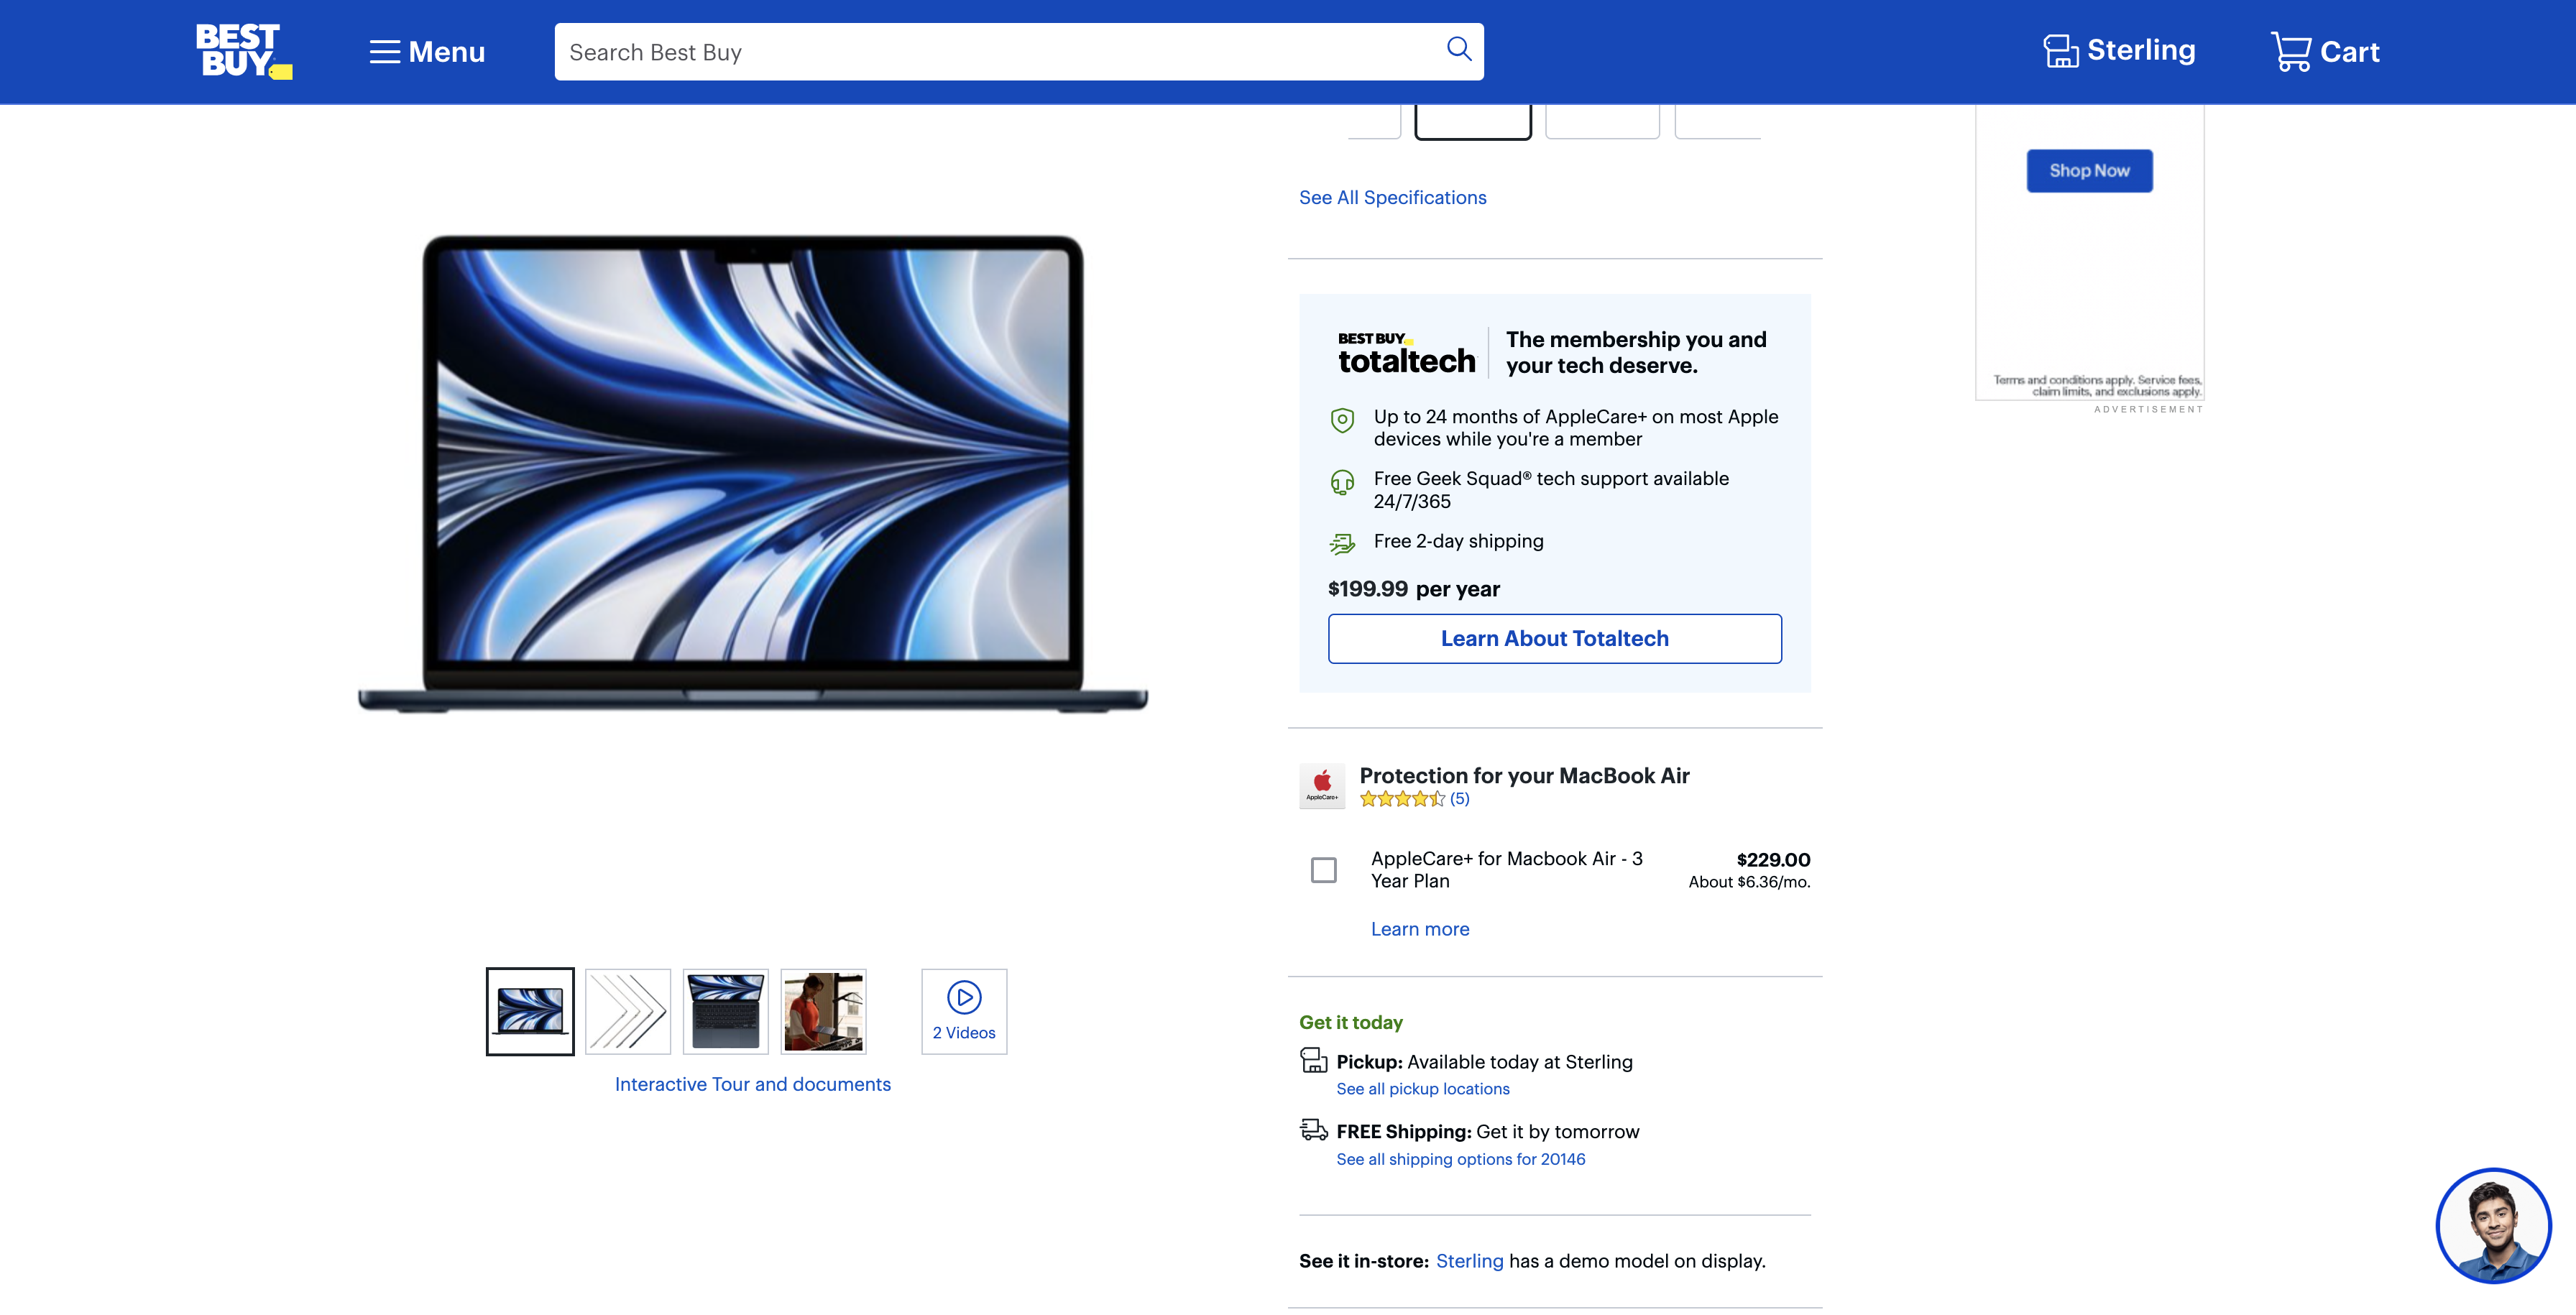 BEST
BUY
Menu
Search Best Buy
Sterling
Cart
See All Specifications
Shop Now
Terms and conditions apply. Service fees,
claim limits, and exclusions apply.
ADVERTISEMENT
BEST BUY
totaltech
The membership you and
your tech deserve.
Up to 24 months of AppleCare+ on most Apple
devices while you're a member
Free Geek Squad® tech support available
24/7/365
Free 2-day shipping
$199.99 per year
Learn About Totaltech
AppleCare+
Protection for your MacBook Air
(5)
AppleCare+ for Macbook Air - 3
Year Plan
$229.00
About $6.36/mo.
Learn more
2 Videos
Interactive Tour and documents
Get it today
Pickup: Available today at Sterling
See all pickup locations
FREE Shipping: Get it by tomorrow
See all shipping options for 20146
See it in-store: Sterling has a demo model on display.